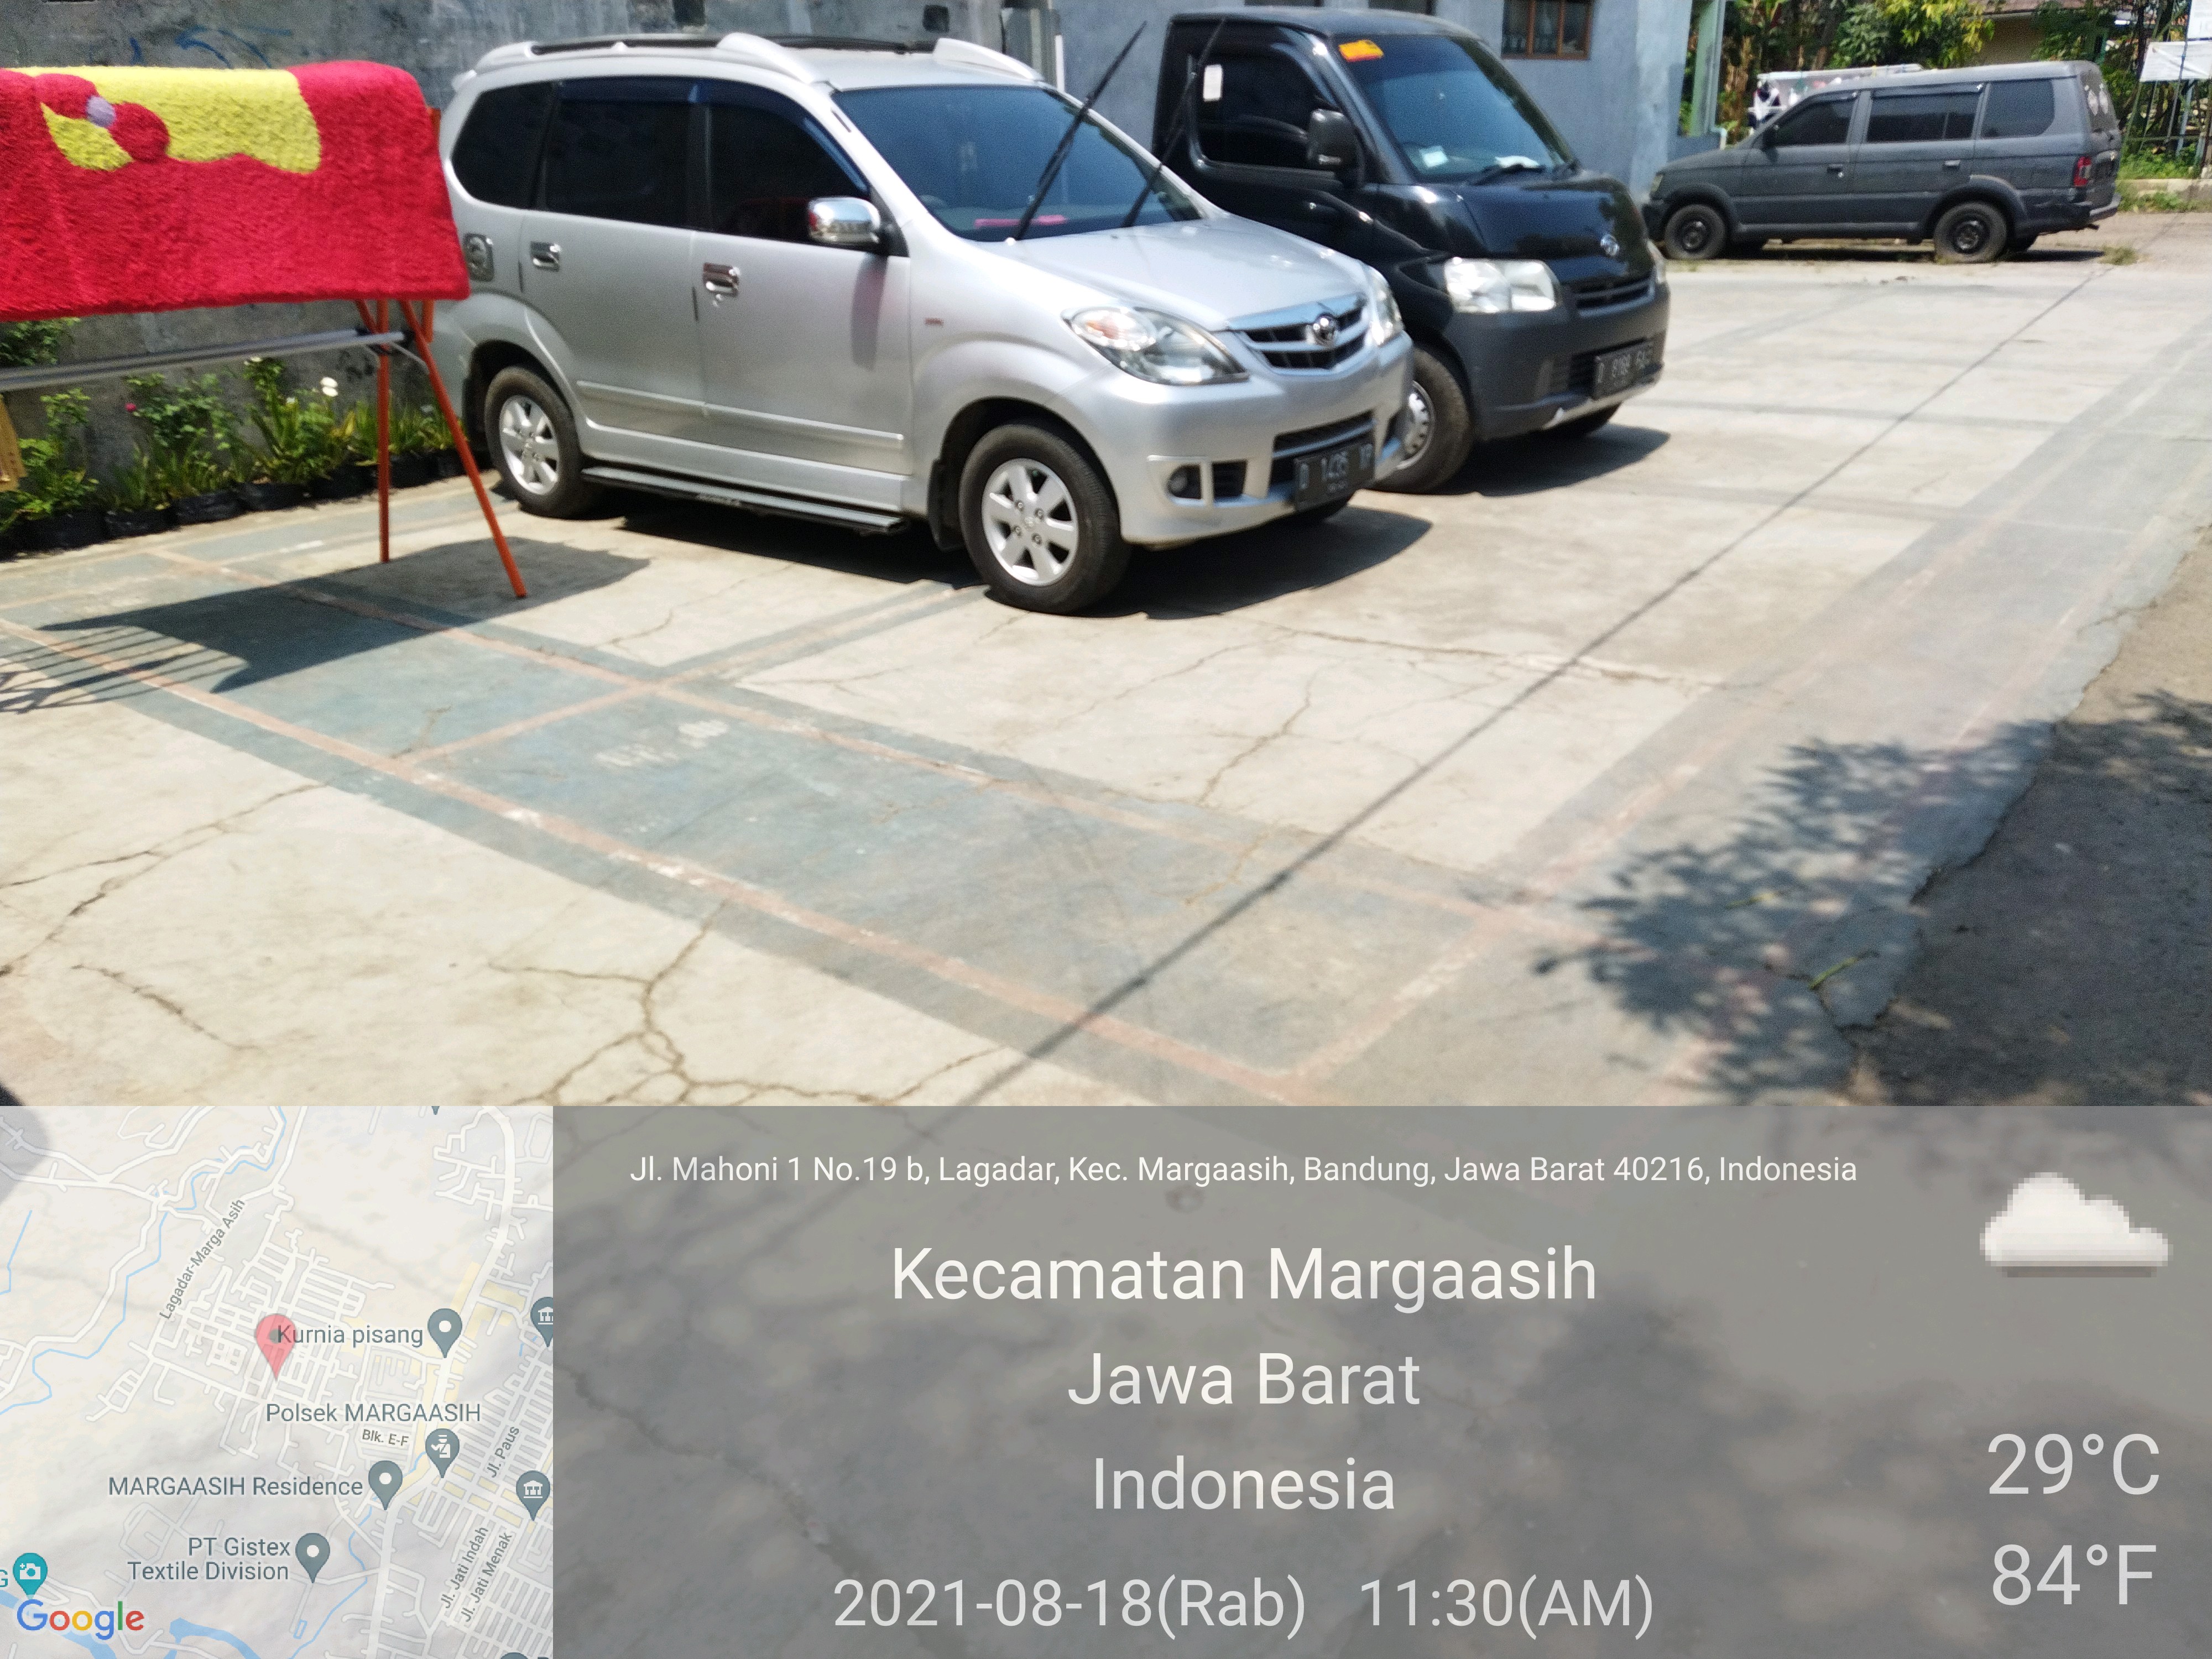 D 1435 XP
Jl. Mahoni 1 No.19 b, Lagadar, Kec. Margaasih, Bandung, Jawa Barat 40216, Indonesia
Kecamatan Margaasih
Jawa Barat
Indonesia
2021-08-18(Rab) 11:30(AM)
29°C
84°F
Lagadar-Marga Asih
Kurnia pisang
Polsek MARGAASIH
Blk. E-F
Jl. Paus
MARGAASIH Residence
PT Gistex
Textile Division
Jl. Jati Indah
Jl. Jati Menak
G
Google